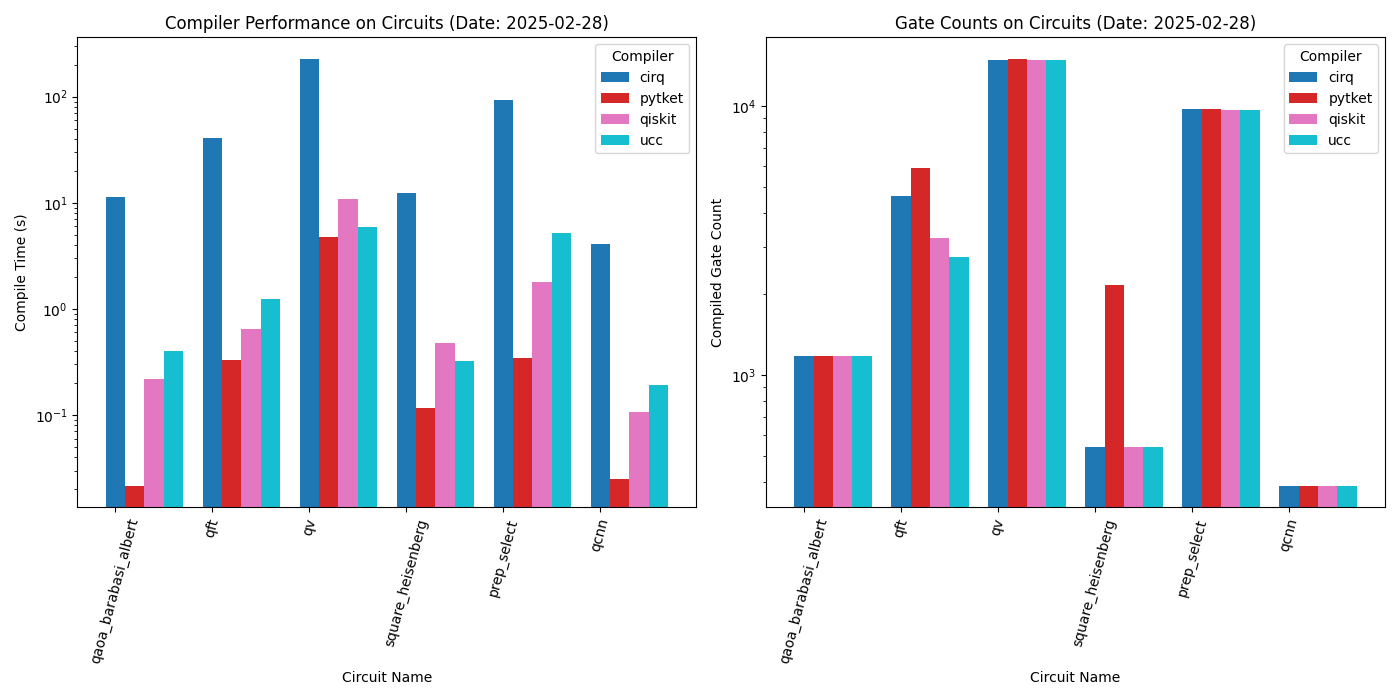 Compiler Performance on Circuits (Date: 2025-02-28)
Compile Time (s)
10²
10¹
10⁰
10⁻¹
Compiler
cirq
pytket
qiskit
ucc
qaoa_barabasi_albert
qft
qv
square_heisenberg
prep_select
qcnn
Circuit Name
Gate Counts on Circuits (Date: 2025-02-28)
Compiled Gate Count
10⁴
10³
Compiler
cirq
pytket
qiskit
ucc
qaoa_barabasi_albert
qft
qv
square_heisenberg
prep_select
qcnn
Circuit Name